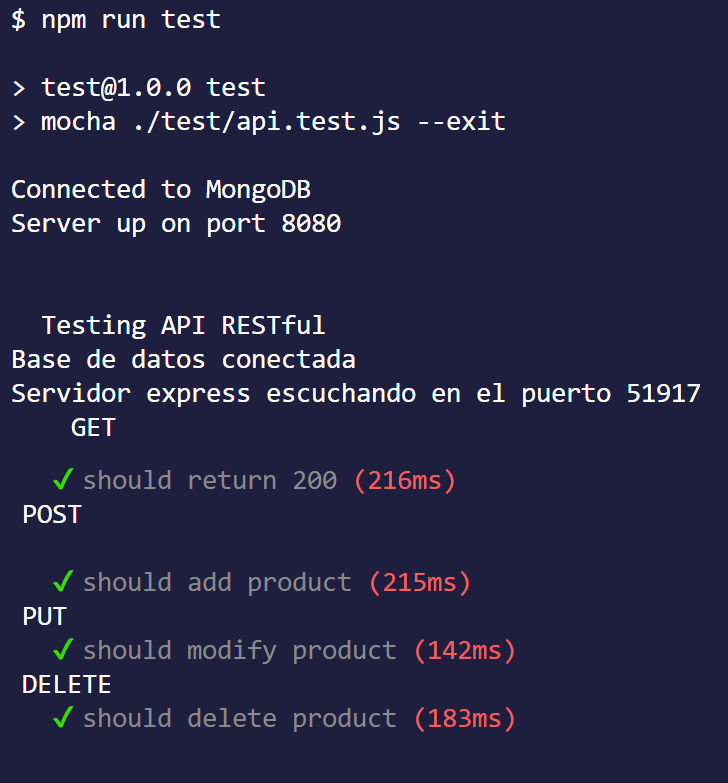 $ npm run test
> test@1.0.0 test
> mocha ./test/api.test.js --exit
Connected to MongoDB
Server up on port 8080
Testing API RESTful
Base de datos conectada
Servidor express escuchando en el puerto 51917
GET
✓ should return 200 (216ms)
POST
✓ should add product (215ms)
PUT
✓ should modify product (142ms)
DELETE
✓ should delete product (183ms)